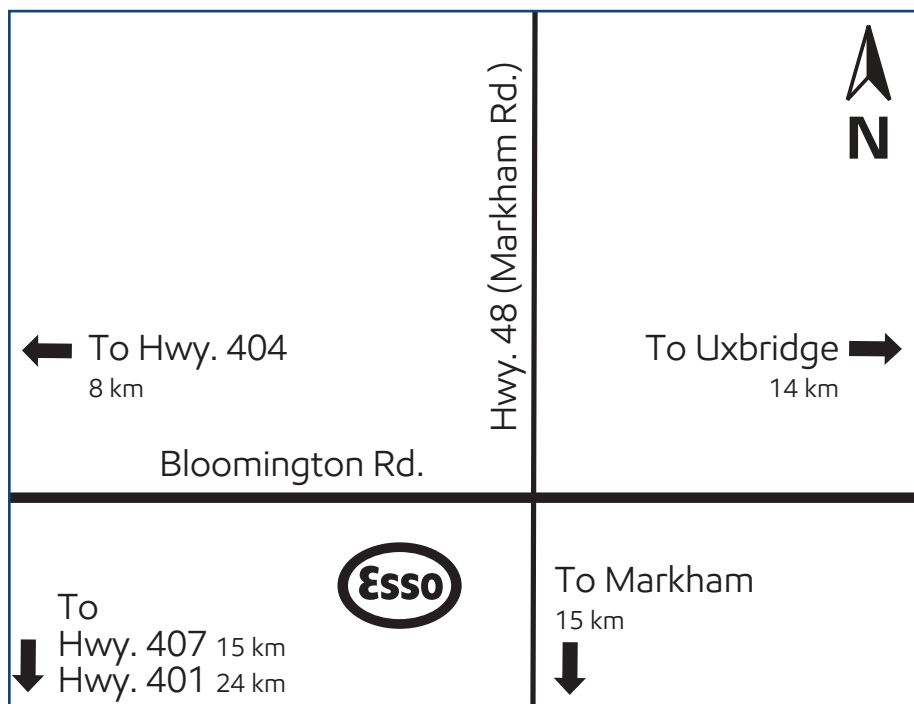 N
Hwy. 48 (Markham Rd.)
To Hwy. 404
8 km
To Uxbridge
14 km
Bloomington Rd.
Esso
To Markham
15 km
To
Hwy. 407 15 km
Hwy. 401 24 km